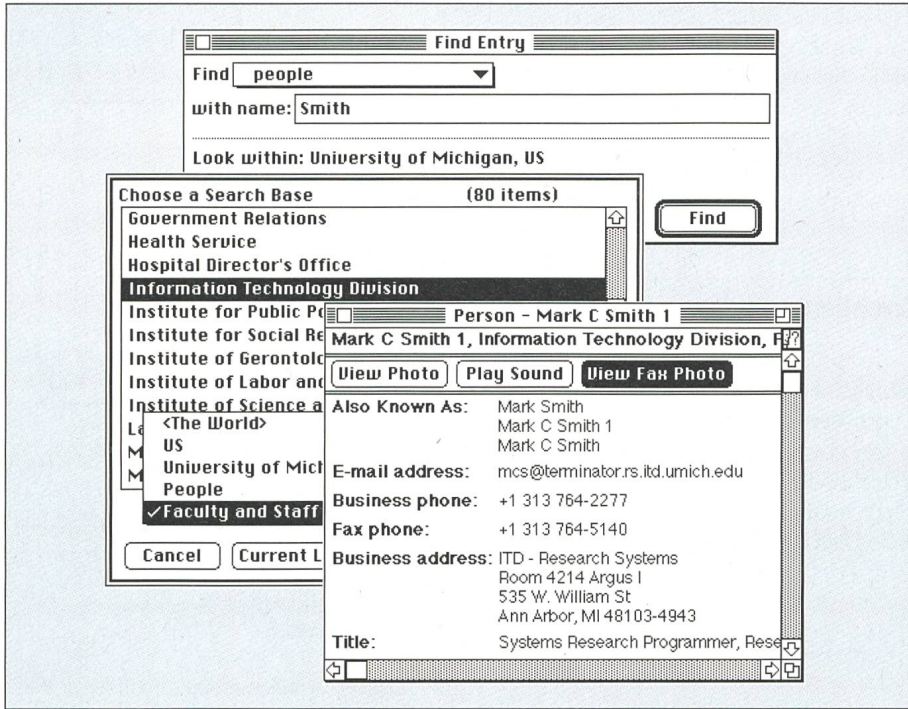 Find Entry
Find people
with name: Smith
Look within: University of Michigan, US
Find
Choose a Search Base (80 items)
Government Relations
Health Service
Hospital Director's Office
Information Technology Division
Institute for Public Po
Institute for Social Re
Institute of Gerontolo
Institute of Labor and
Institute of Science a
La
M
M
<The World>
US
University of Mich
People
✓Faculty and Staff
Cancel
Current L
Person - Mark C Smith 1
Mark C Smith 1, Information Technology Division, F
View Photo Play Sound View Fax Photo
Also Known As: Mark Smith
Mark C Smith 1
Mark C Smith
E-mail address: mcs@terminator.rs.itd.umich.edu
Business phone: +1 313 764-2277
Fax phone: +1 313 764-5140
Business address: ITD - Research Systems
Room 4214 Argus I
535 W. William St
Ann Arbor, MI 48103-4943
Title: Systems Research Programmer, Rese